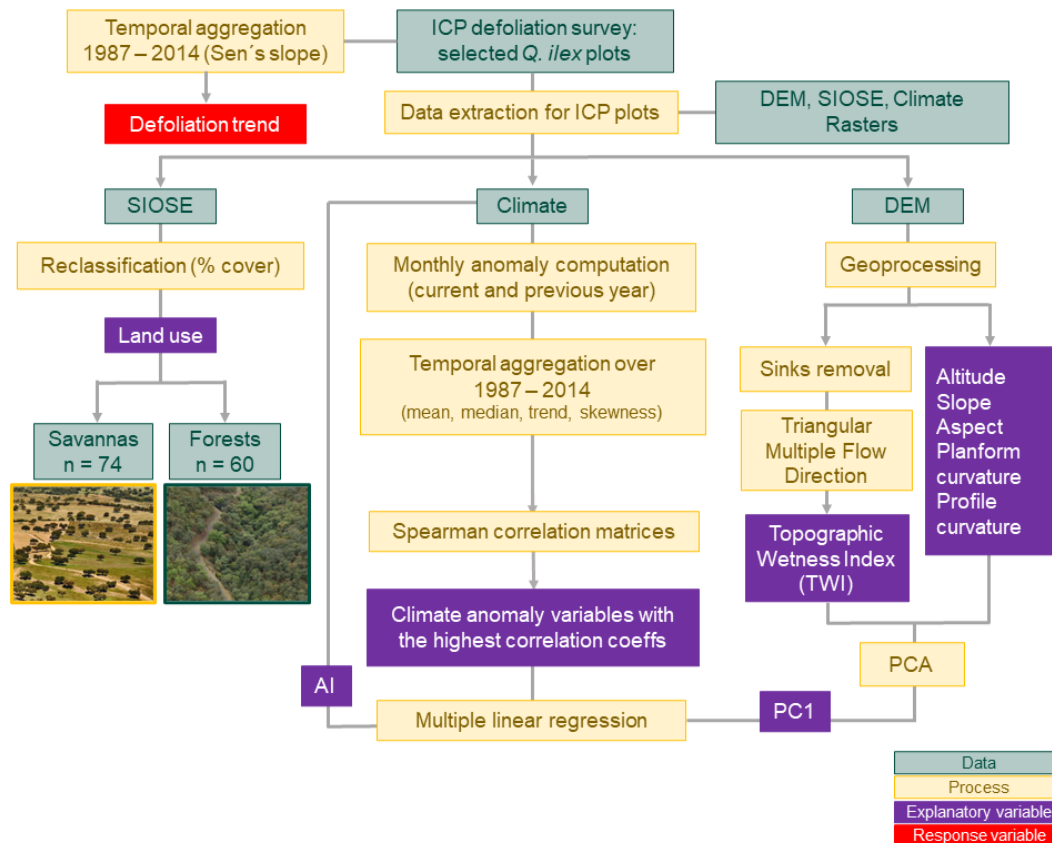 Temporal aggregation
1987 – 2014 (Sen´s slope)
ICP defoliation survey:
selected Q. ilex plots
Defoliation trend
Data extraction for ICP plots
DEM, SIOSE, Climate
Rasters
SIOSE
Climate
DEM
Reclassification (% cover)
Monthly anomaly computation
(current and previous year)
Geoprocessing
Land use
Temporal aggregation over
1987 – 2014
(mean, median, trend, skewness)
Sinks removal
Altitude
Slope
Aspect
Planform
curvature
Profile
curvature
Savannas
n = 74
Forests
n = 60
Triangular
Multiple Flow
Direction
Spearman correlation matrices
Topographic
Wetness Index
(TWI)
Climate anomaly variables with
the highest correlation coeffs
PCA
AI
Multiple linear regression
PC1
Data
Process
Explanatory variable
Response variable